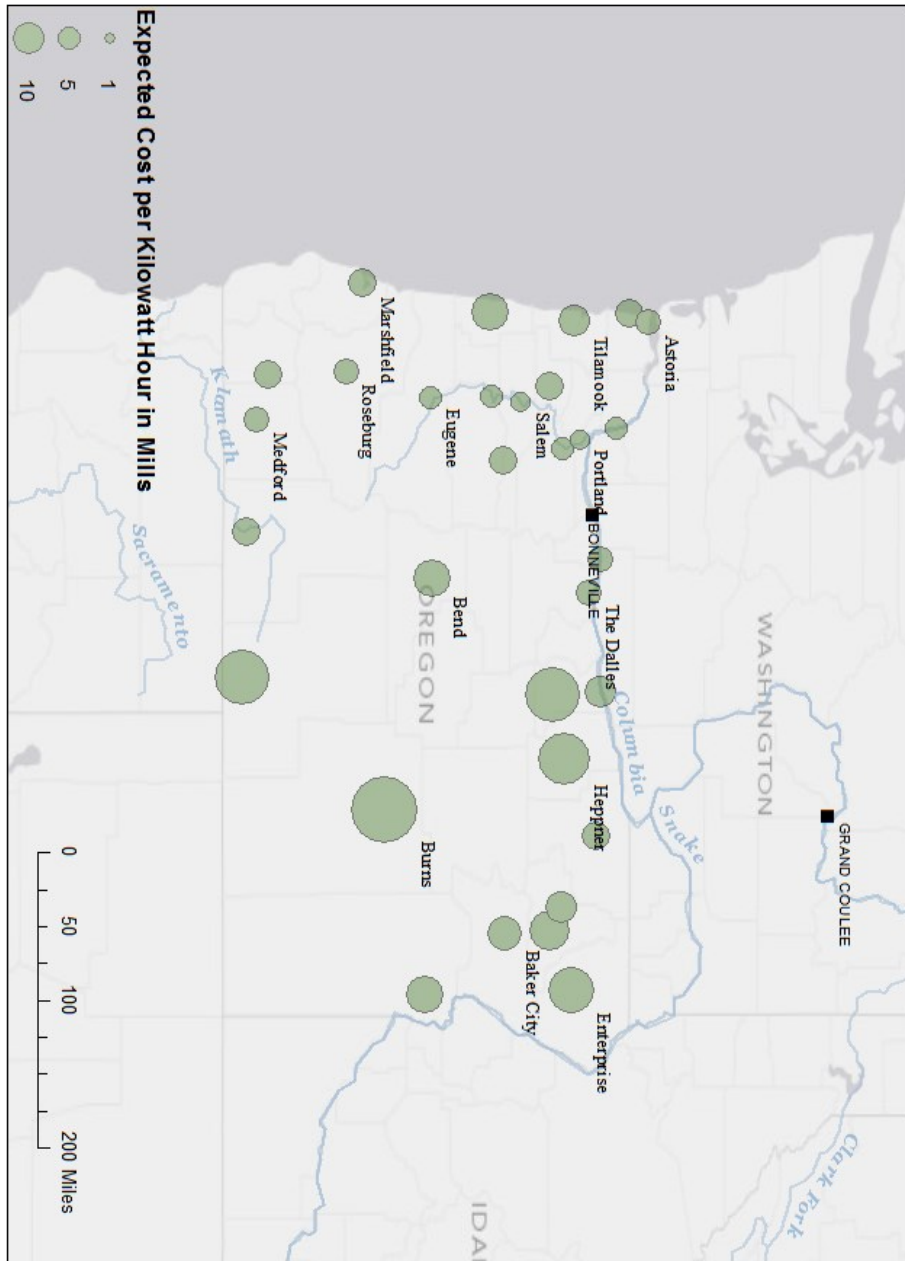 WASHINGTON
GRAND COULEE
Clark Fork
Snake
Columbia
Astoria
Tilamook
Portland
BONNEVILLE
The Dalles
Heppner
Enterprise
Salem
Baker City
Eugene
Bend
OREGON
Burns
IDA
Marshfield
Roseburg
Medford
Klamath
Sacramento
Expected Cost per Kilowatt Hour in Mills
1
5
10
0 50 100 200 Miles